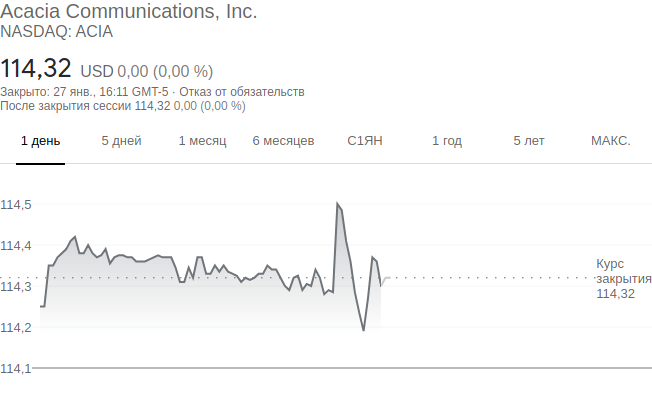 Acacia Communications, Inc.
NASDAQ: ACIA
114,32 USD 0,00 (0,00 %)
Закрыто: 27 янв., 16:11 GMT-5 · Отказ от обязательств
После закрытия сессии 114,32 0,00 (0,00 %)
1 день 5 дней 1 месяц 6 месяцев С1ЯН 1 год 5 лет МАКС.
114,5
114,4
114,3
114,2
114,1
Курс
закрытия
114,32